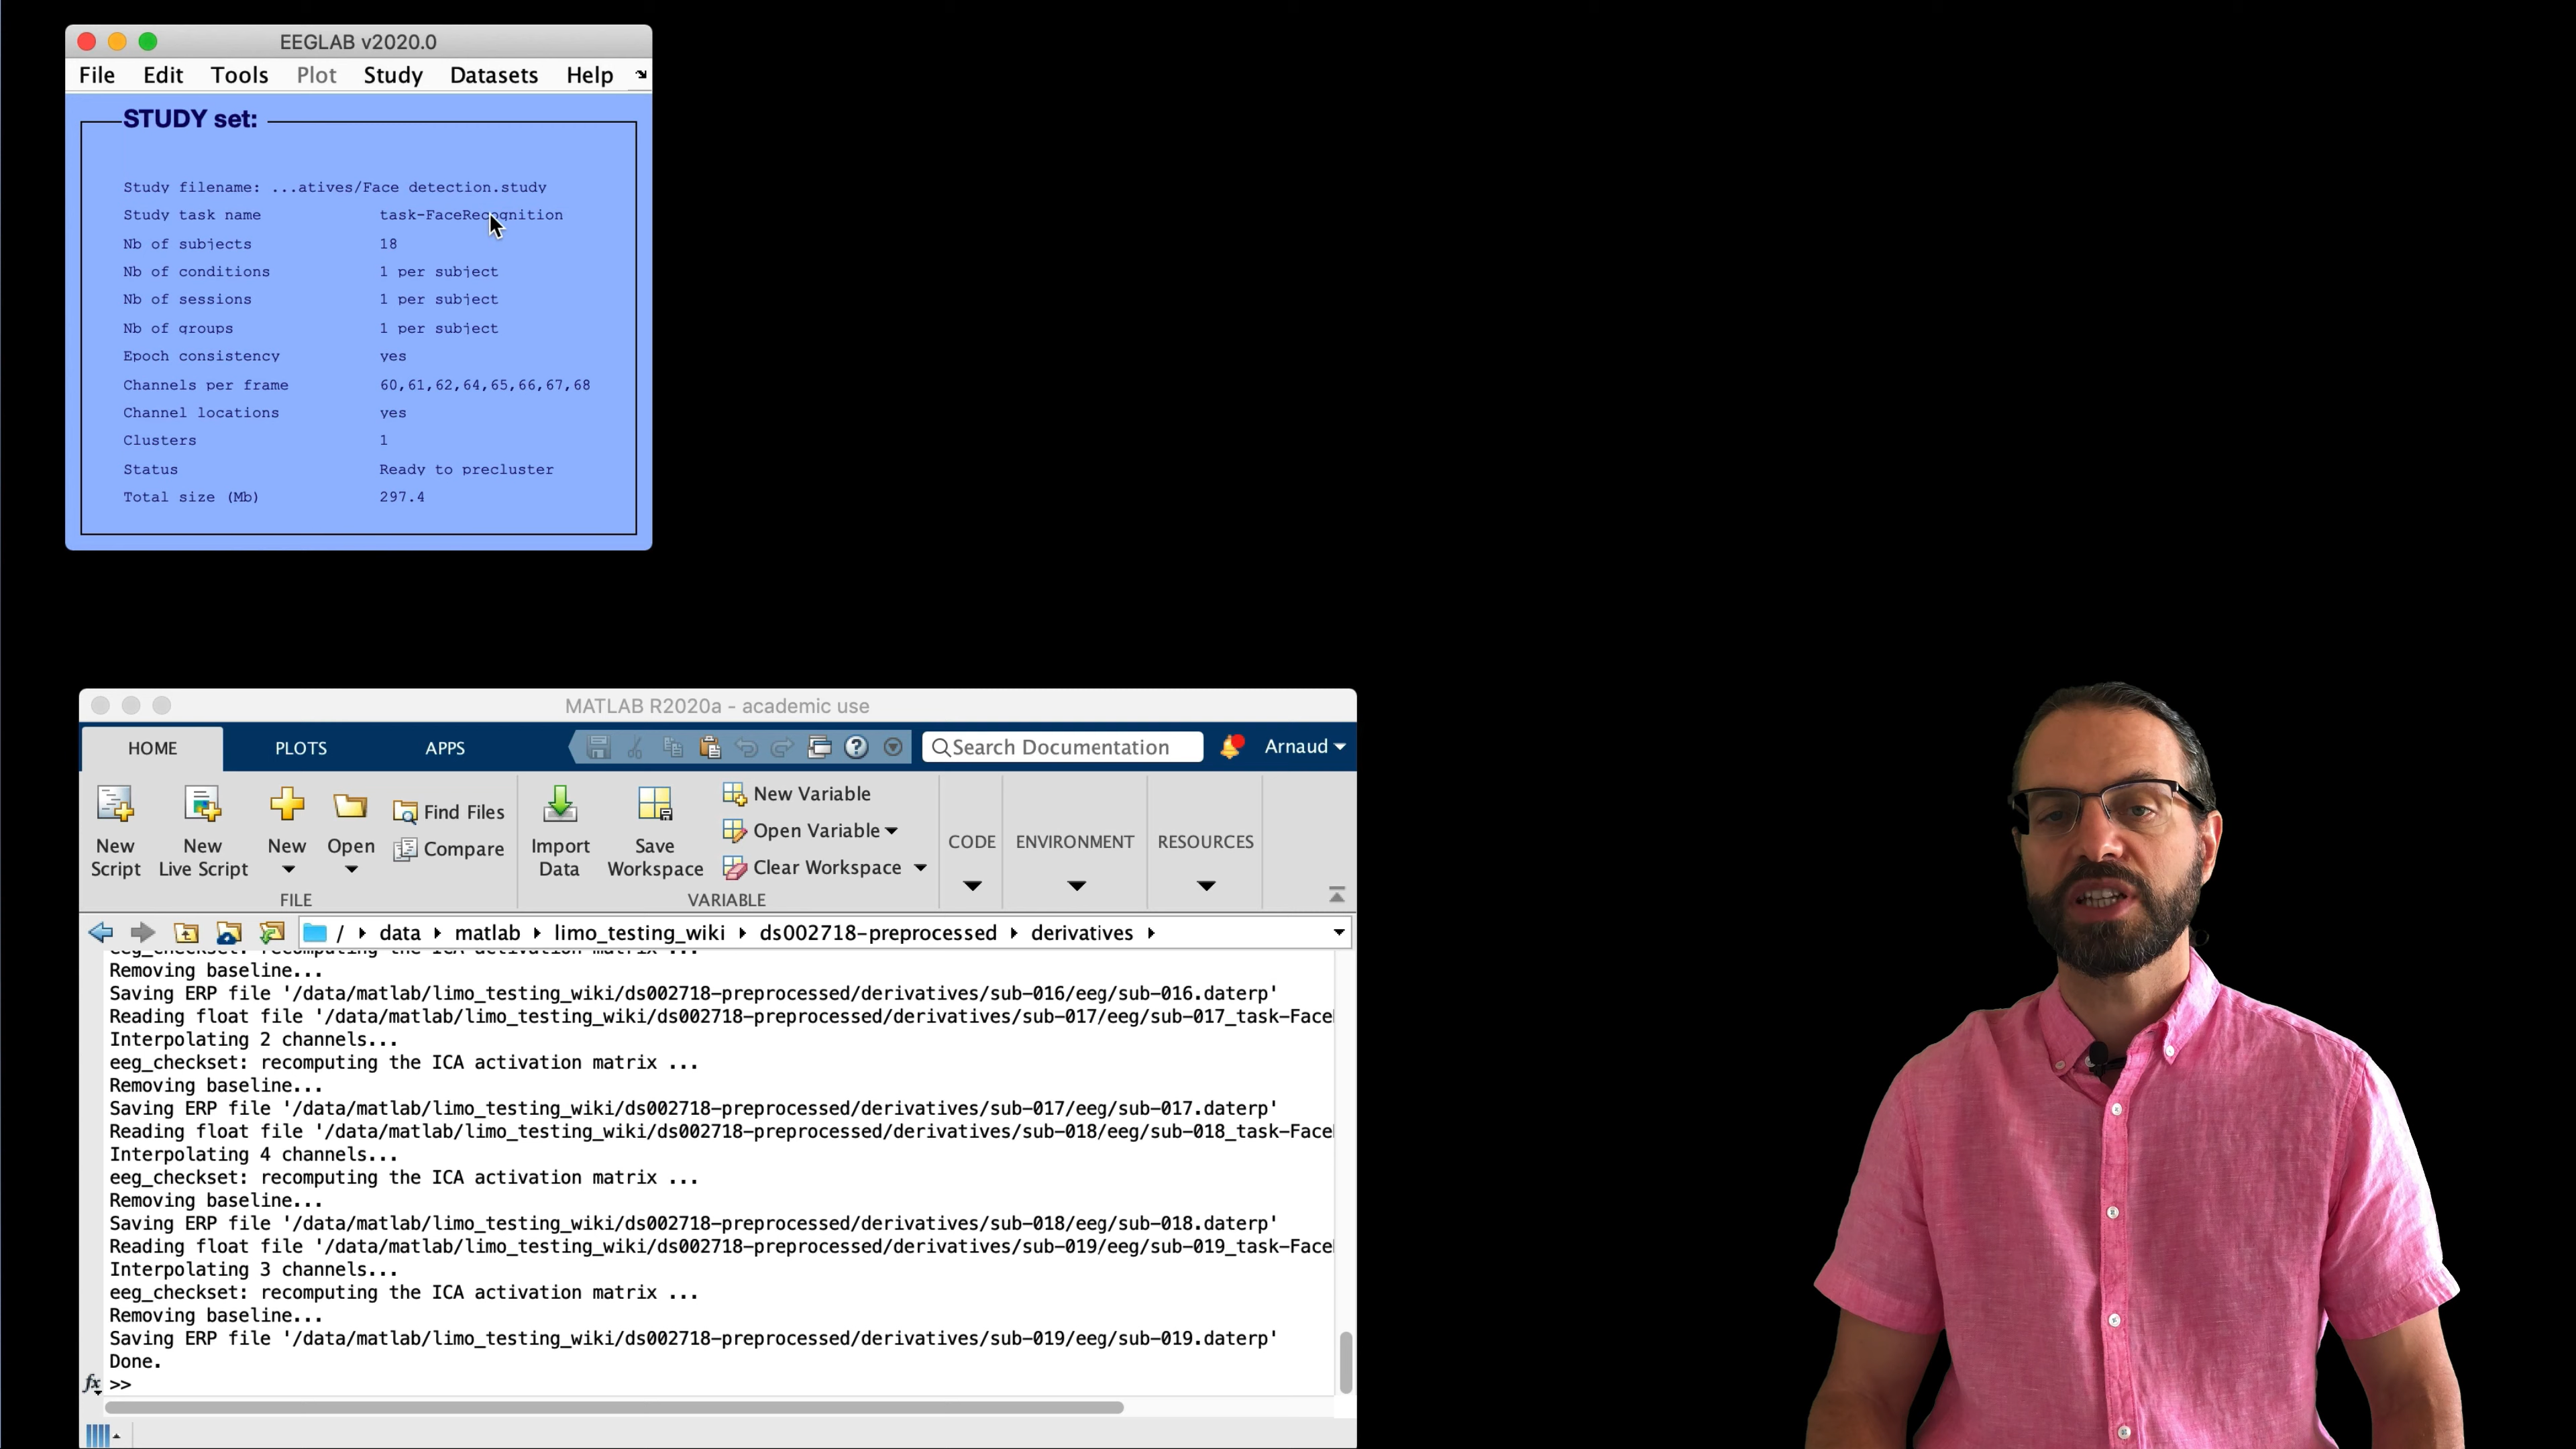 EEGLAB v2020.0
File Edit Tools Plot Study Datasets Help
STUDY set:
Study filename: ...atives/Face detection.study
Study task name task-FaceRecognition
Nb of subjects 18
Nb of conditions 1 per subject
Nb of sessions 1 per subject
Nb of groups 1 per subject
Epoch consistency yes
Channels per frame 60,61,62,64,65,66,67,68
Channel locations yes
Clusters 1
Status Ready to precluster
Total size (Mb) 297.4
MATLAB R2020a - academic use
HOME PLOTS APPS Search Documentation Arnaud
New Script New Live Script New Open Find Files Compare Import Data Save Workspace New Variable Open Variable Clear Workspace CODE ENVIRONMENT RESOURCES
FILE VARIABLE
/ data matlab limo_testing_wiki ds002718-preprocessed derivatives
eeg_checkset: recomputing the ICA activation matrix ...
Removing baseline...
Saving ERP file '/data/matlab/limo_testing_wiki/ds002718-preprocessed/derivatives/sub-016/eeg/sub-016.daterp'
Reading float file '/data/matlab/limo_testing_wiki/ds002718-preprocessed/derivatives/sub-017/eeg/sub-017_task-Face
Interpolating 2 channels...
eeg_checkset: recomputing the ICA activation matrix ...
Removing baseline...
Saving ERP file '/data/matlab/limo_testing_wiki/ds002718-preprocessed/derivatives/sub-017/eeg/sub-017.daterp'
Reading float file '/data/matlab/limo_testing_wiki/ds002718-preprocessed/derivatives/sub-018/eeg/sub-018_task-Face
Interpolating 4 channels...
eeg_checkset: recomputing the ICA activation matrix ...
Removing baseline...
Saving ERP file '/data/matlab/limo_testing_wiki/ds002718-preprocessed/derivatives/sub-018/eeg/sub-018.daterp'
Reading float file '/data/matlab/limo_testing_wiki/ds002718-preprocessed/derivatives/sub-019/eeg/sub-019_task-Face
Interpolating 3 channels...
eeg_checkset: recomputing the ICA activation matrix ...
Removing baseline...
Saving ERP file '/data/matlab/limo_testing_wiki/ds002718-preprocessed/derivatives/sub-019/eeg/sub-019.daterp'
Done.
fx >>